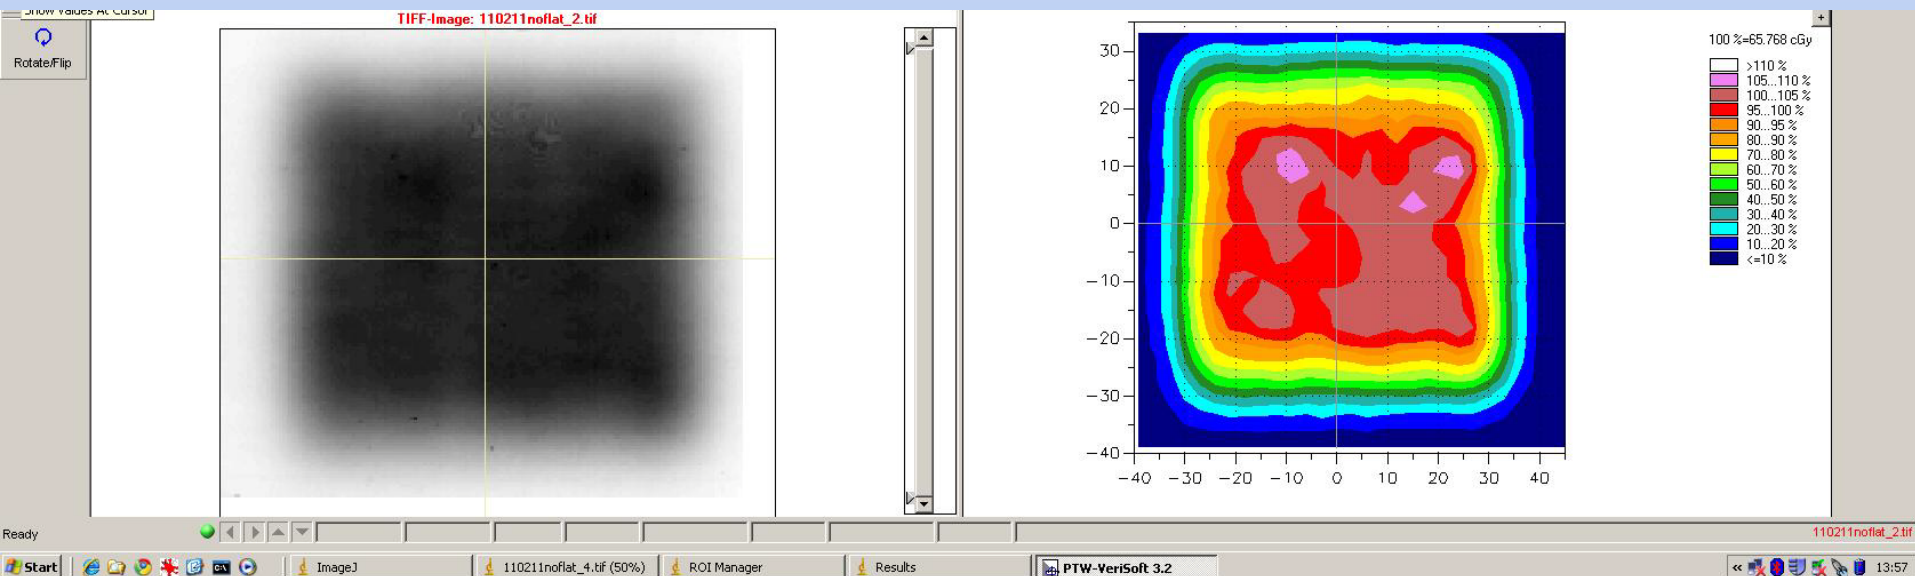 Show Values At Cursor
TIFF-Image: 110211noflat_2.tif
Rotate/Flip
100 %=65.768 cGy
>110 %
105...110 %
100...105 %
95...100 %
90...95 %
80...90 %
70...80 %
60...70 %
50...60 %
40...50 %
30...40 %
20...30 %
10...20 %
<=10 %
30
20
10
0
-10
-20
-30
-40
-40 -30 -20 -10 0 10 20 30 40
Ready
110211noflat_2.tif
Start ImageJ 110211noflat_4.tif (50%) ROI Manager Results PTW-VeriSoft 3.2 « 13:57